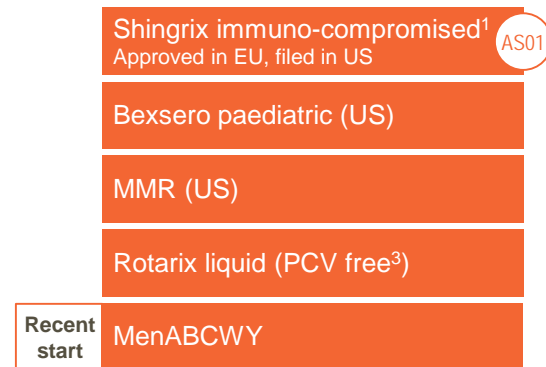 Shingrix immuno-compromised¹
AS01
Approved in EU, filed in US
Bexsero paediatric (US)
MMR (US)
Rotarix liquid (PCV free³)
Recent
start
MenABCWY